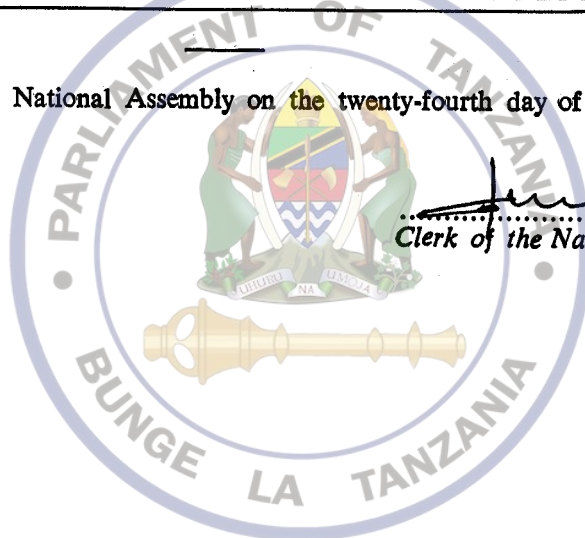 PARLIAMENT OF TANZANIA
National Assembly on the twenty-fourth day of
Clerk of the Na
UHURU NA UMOJA
BUNGE LA TANZANIA